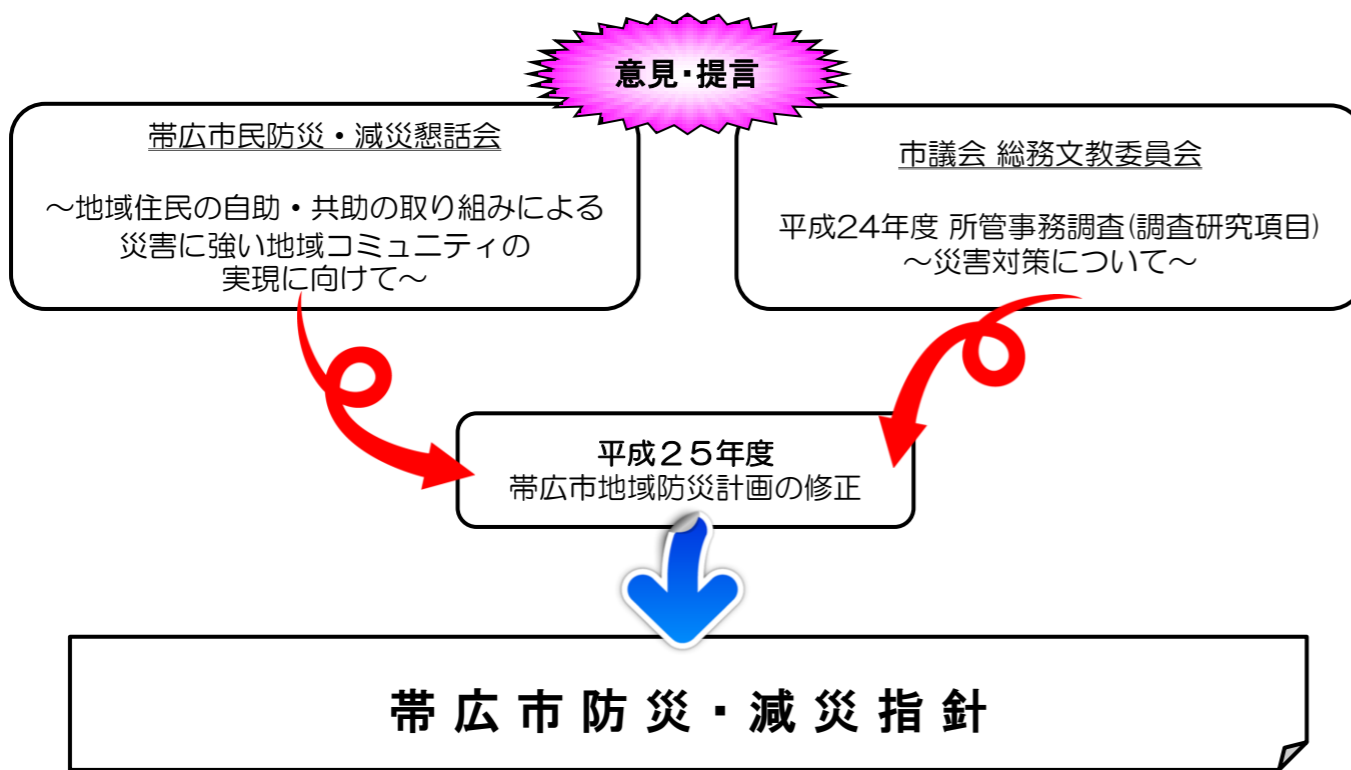 意見・提言
帯広市民防災・減災懇話会
～地域住民の自助・共助の取り組みによる
災害に強い地域コミュニティの
実現に向けて～
市議会 総務文教委員会
平成24年度 所管事務調査(調査研究項目)
～災害対策について～
平成２５年度
帯広市地域防災計画の修正
帯広市防災・減災指針